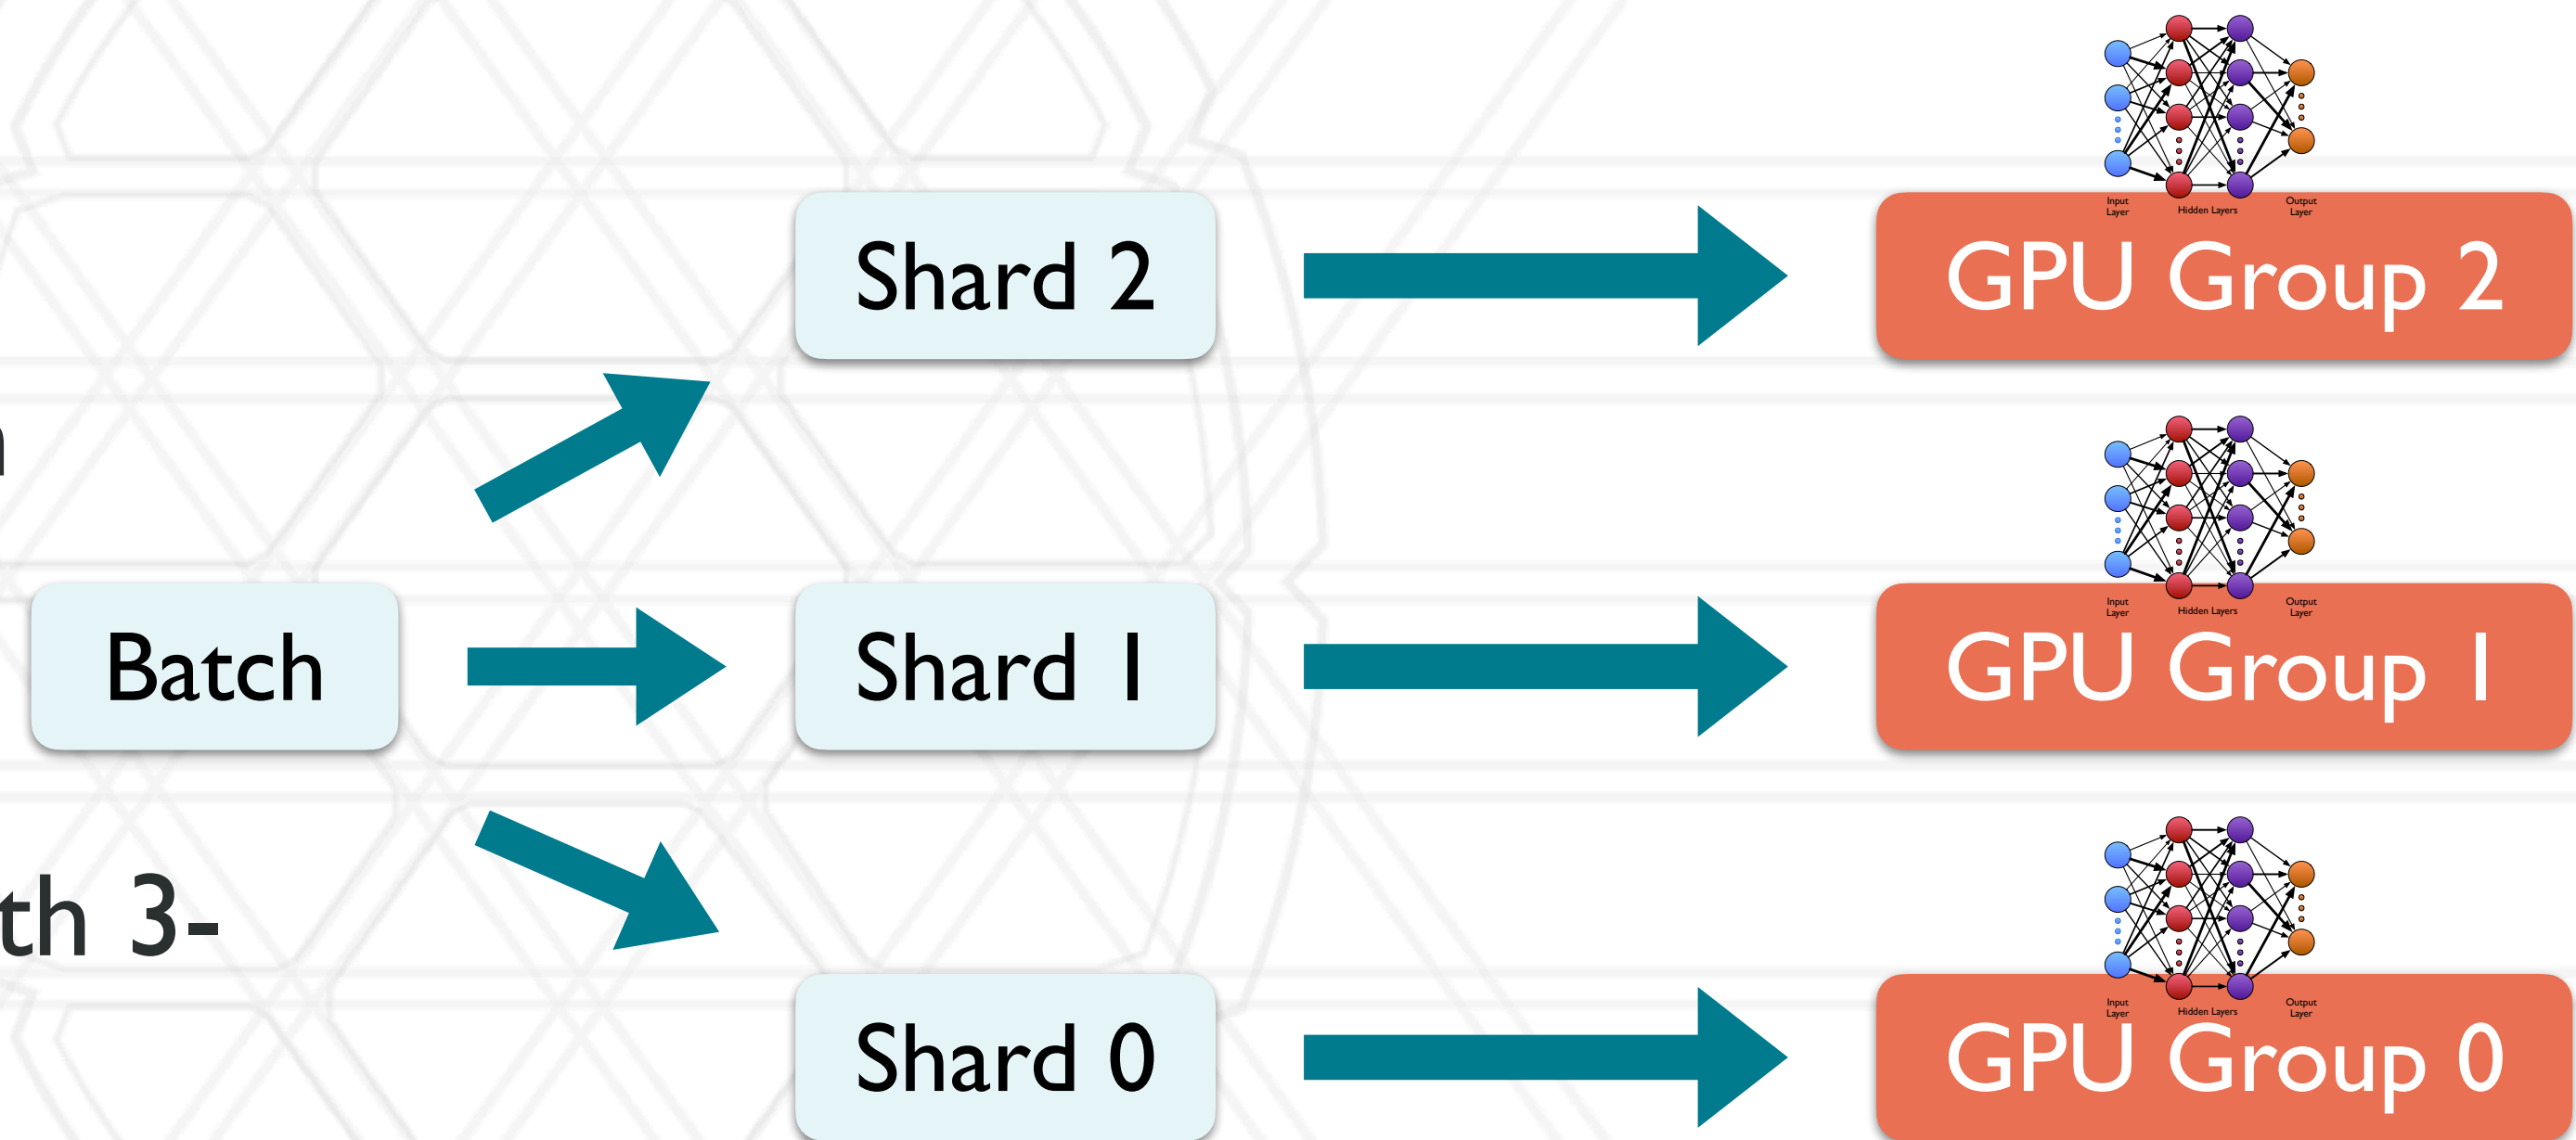 Input
Layer
Hidden Layers
Output
Layer
Shard 2
GPU Group 2
Input
Layer
Hidden Layers
Output
Layer
Batch
Shard 1
GPU Group 1
th 3-
Input
Layer
Hidden Layers
Output
Layer
Shard 0
GPU Group 0